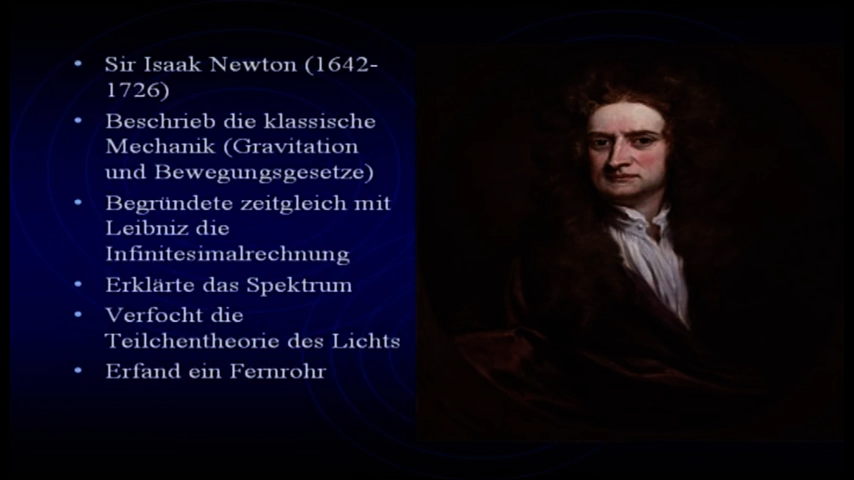 • Sir Isaak Newton (1642-
1726)
• Beschrieb die klassische
Mechanik (Gravitation
und Bewegungsgesetze)
• Begründete zeitgleich mit
Leibniz die
Infinitesimalrechnung
• Erklärte das Spektrum
• Verfocht die
Teilchentheorie des Lichts
• Erfand ein Fernrohr